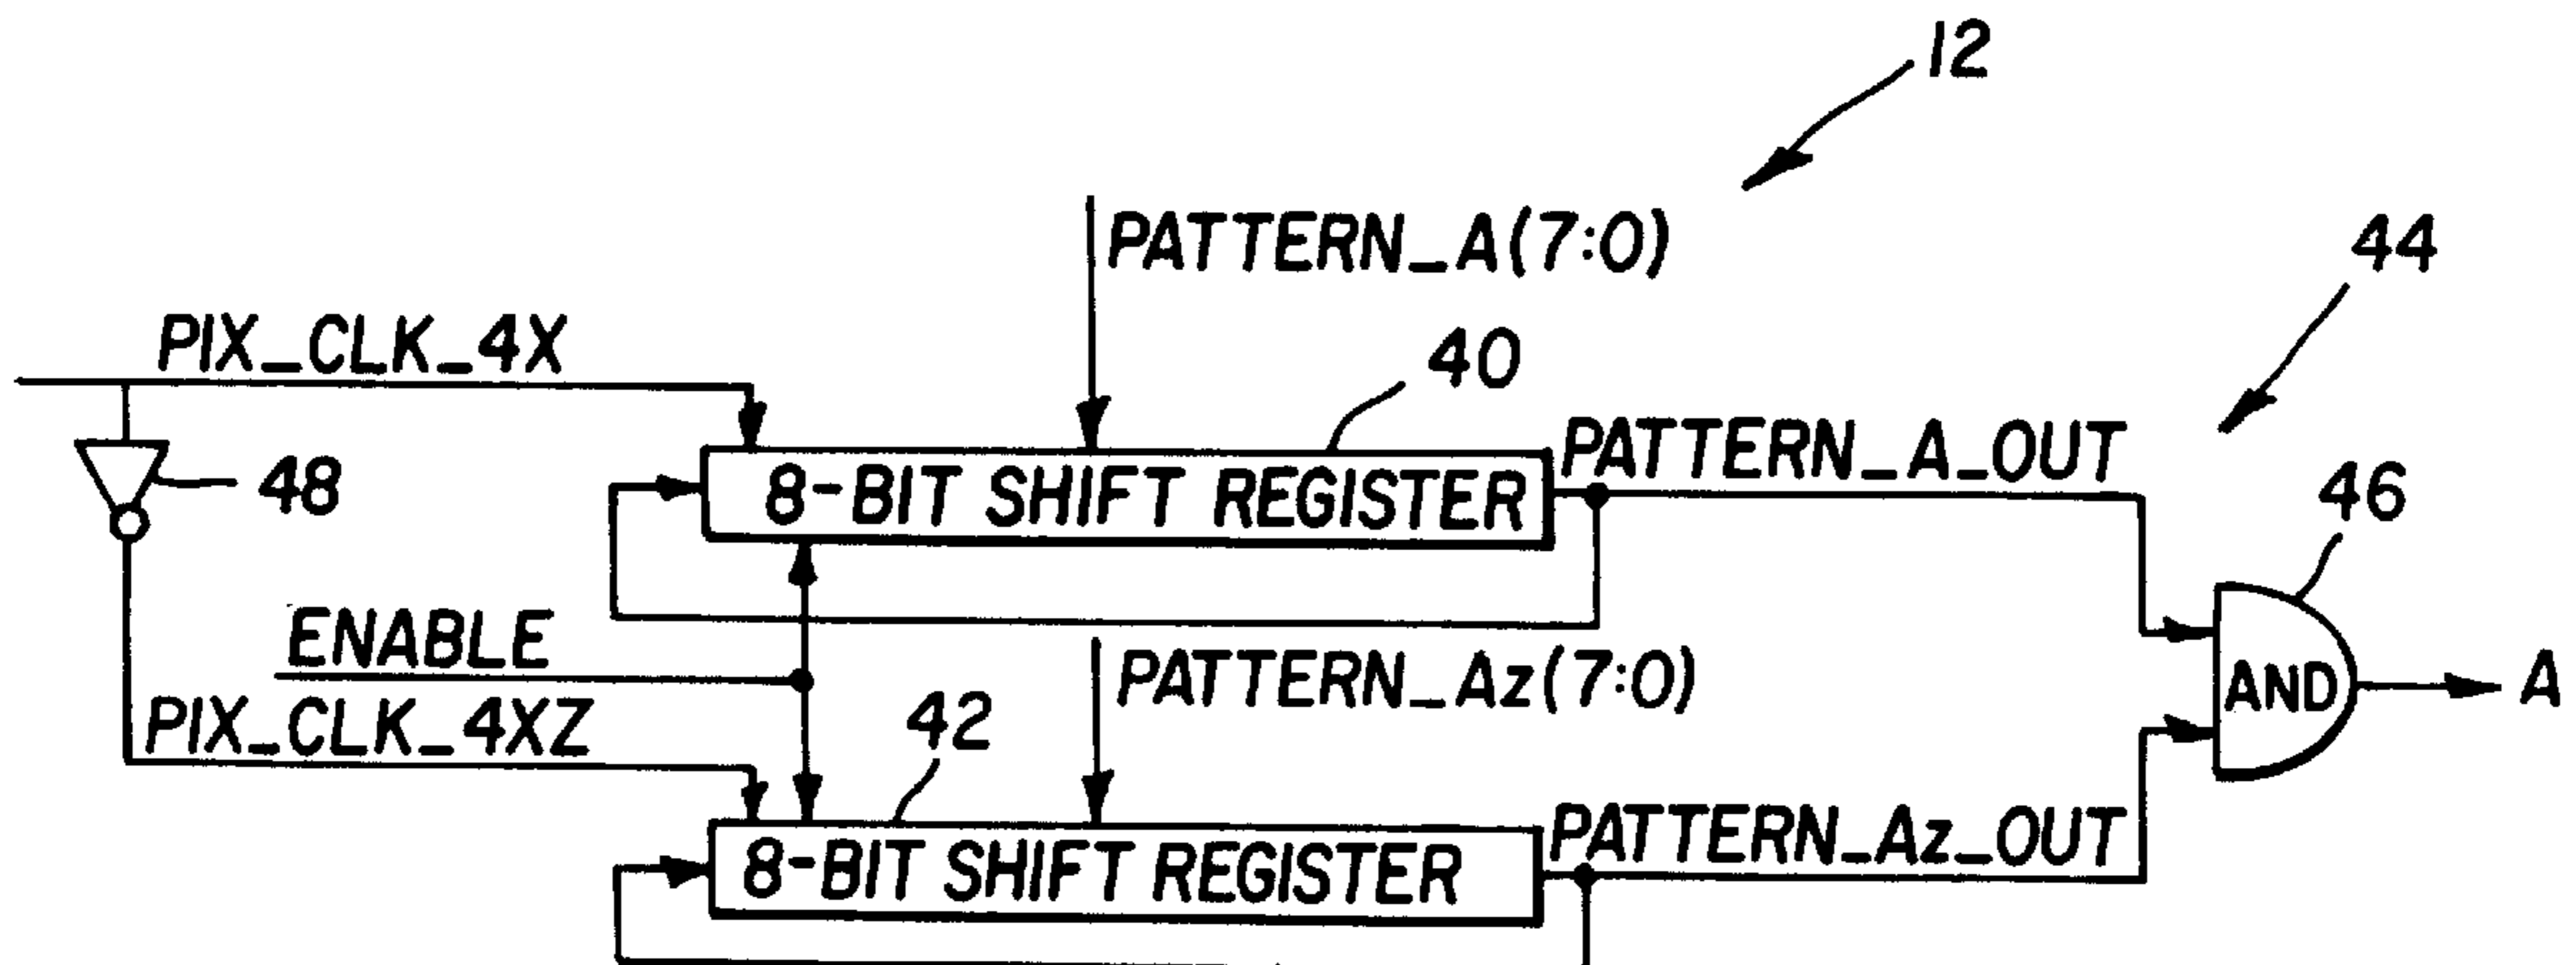 12
PATTERN_A(7:0)
44
PIX_CLK_4X
40
PATTERN_A_OUT
48
8-BIT SHIFT REGISTER
46
ENABLE
PATTERN_Az(7:0)
AND
A
PIX_CLK_4XZ
42
PATTERN_Az_OUT
8-BIT SHIFT REGISTER